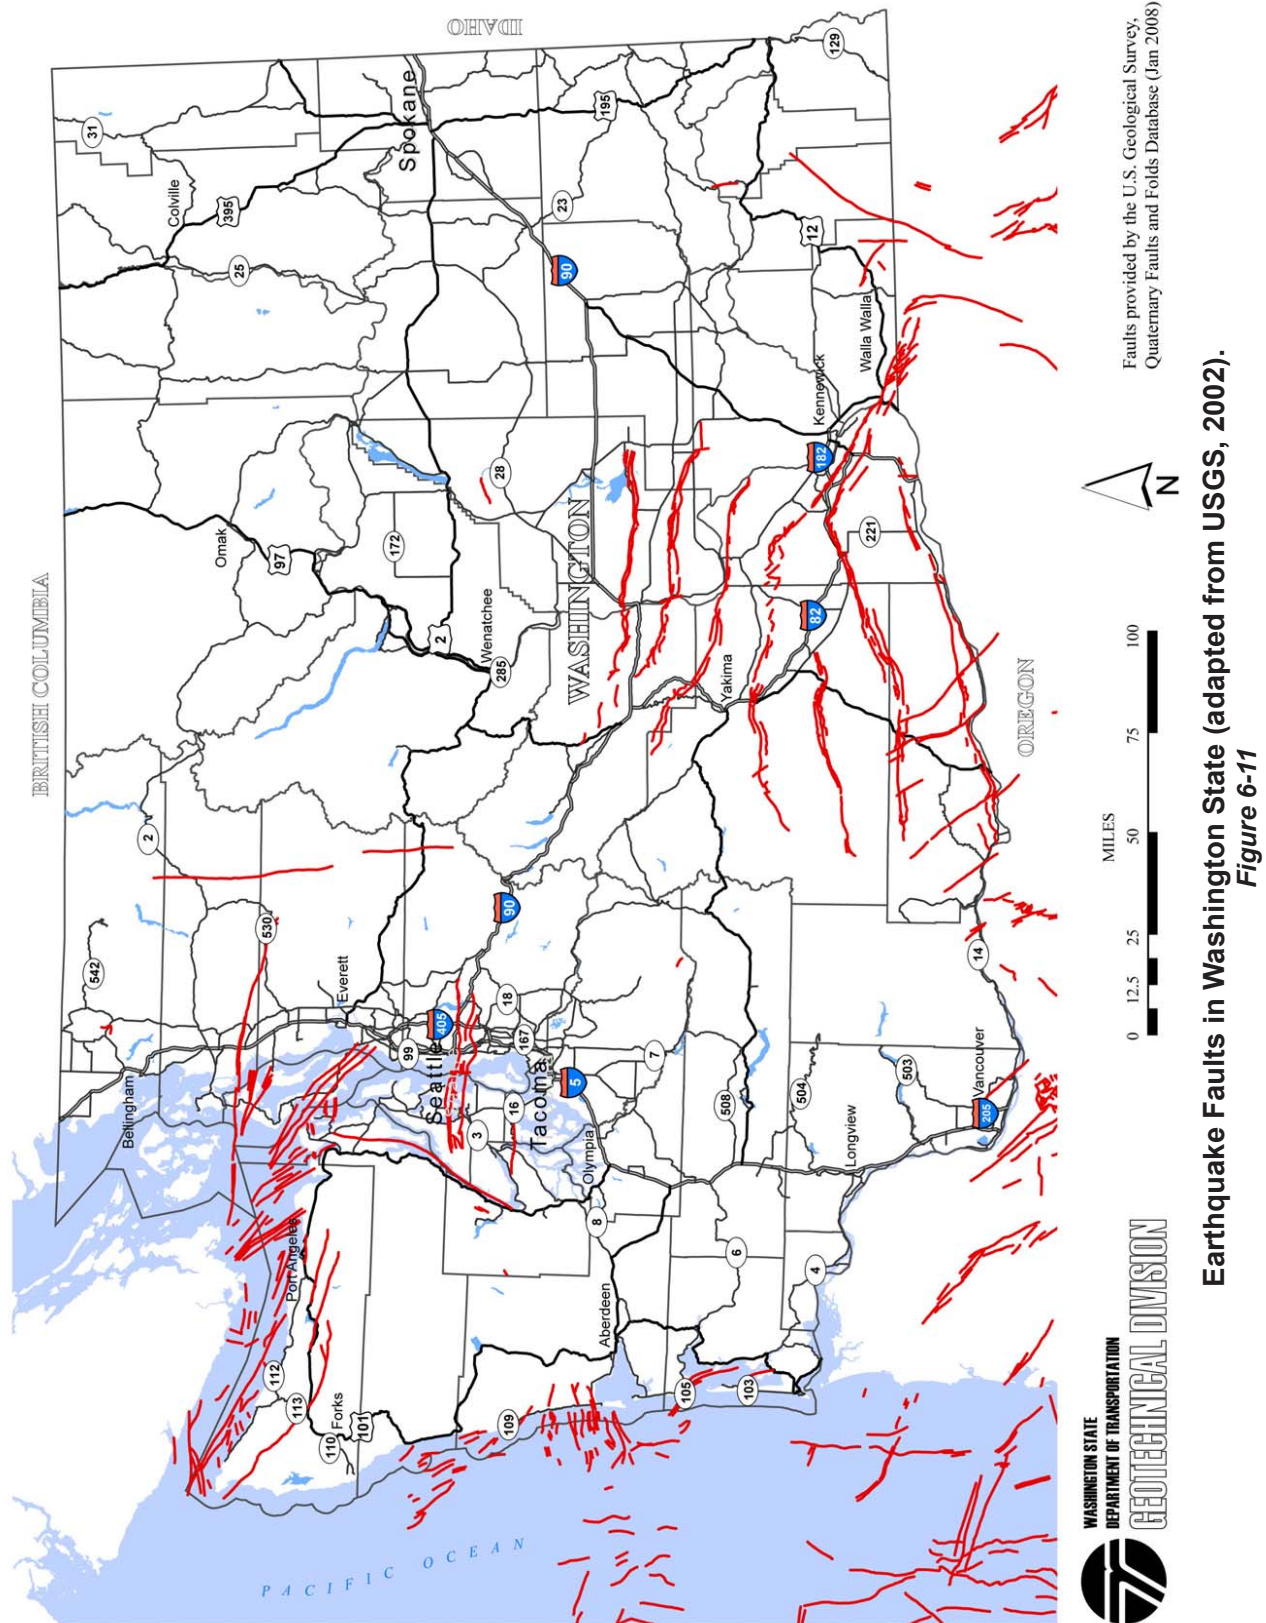 BRITISH COLUMBIA
IDAHO
OREGON
WASHINGTON
PACIFIC OCEAN
Bellingham
542
2
Omak
97
Colville
31
395
25
530
Everett
172
Spokane
Port Angeles
112
113
110
Forks
101
99
405
Seattle
3
16
Tacoma
167
18
90
2
Wenatchee
285
28
90
23
195
109
Olympia
5
8
Aberdeen
7
105
103
6
508
504
4
Longview
Yakima
82
182
Kennewick
221
12
Walla Walla
129
503
Vancouver
205
14
WASHINGTON STATE
DEPARTMENT OF TRANSPORTATION
GEOTECHNICAL DIVISION
MILES
0 12.5 25 50 75 100
N
Faults provided by the U.S. Geological Survey,
Quaternary Faults and Folds Database (Jan 2008)
Earthquake Faults in Washington State (adapted from USGS, 2002).
Figure 6-11